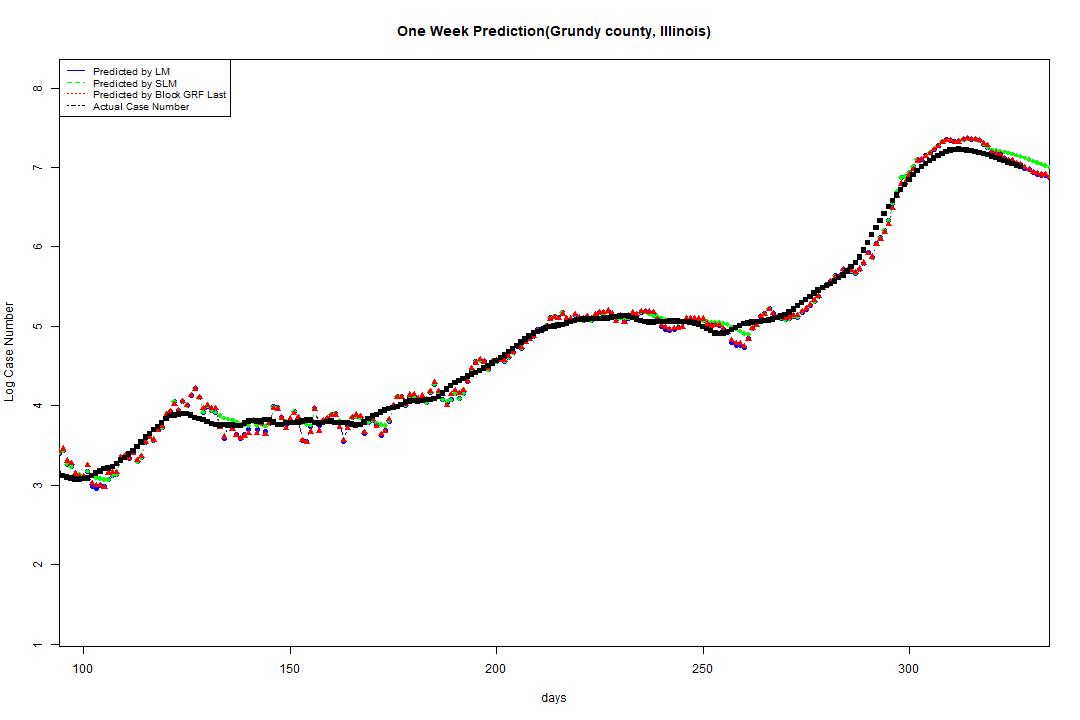 One Week Prediction(Grundy county, Illinois)
Predicted by LM
Predicted by SLM
Predicted by Block GRF Last
Actual Case Number
8
7
6
5
4
3
2
1
Log Case Number
100 150 200 250 300
days